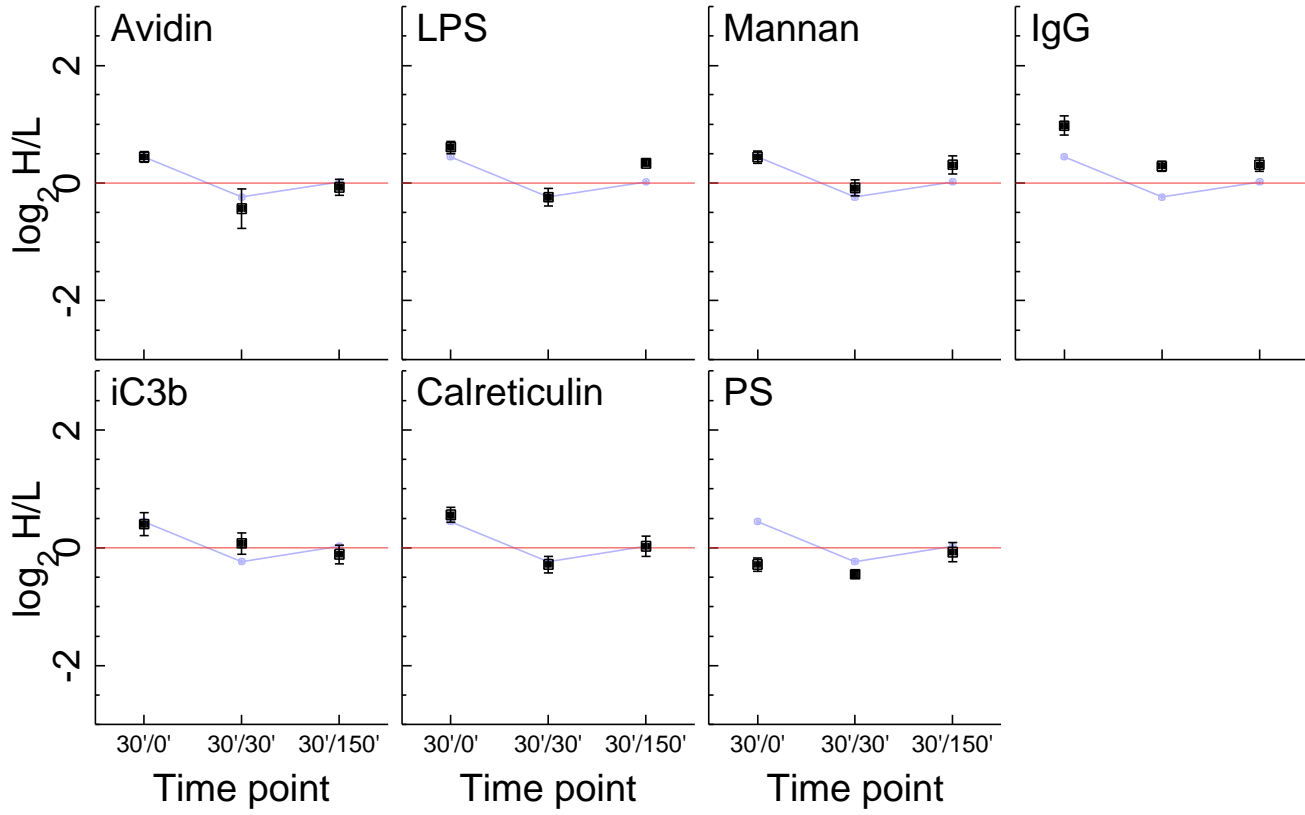 Avidin
LPS
Mannan
IgG
2
0
-2
log2 H/L
iC3b
Calreticulin
PS
2
0
-2
log2 H/L
30'/0' 30'/30' 30'/150'
30'/0' 30'/30' 30'/150'
30'/0' 30'/30' 30'/150'
Time point
Time point
Time point